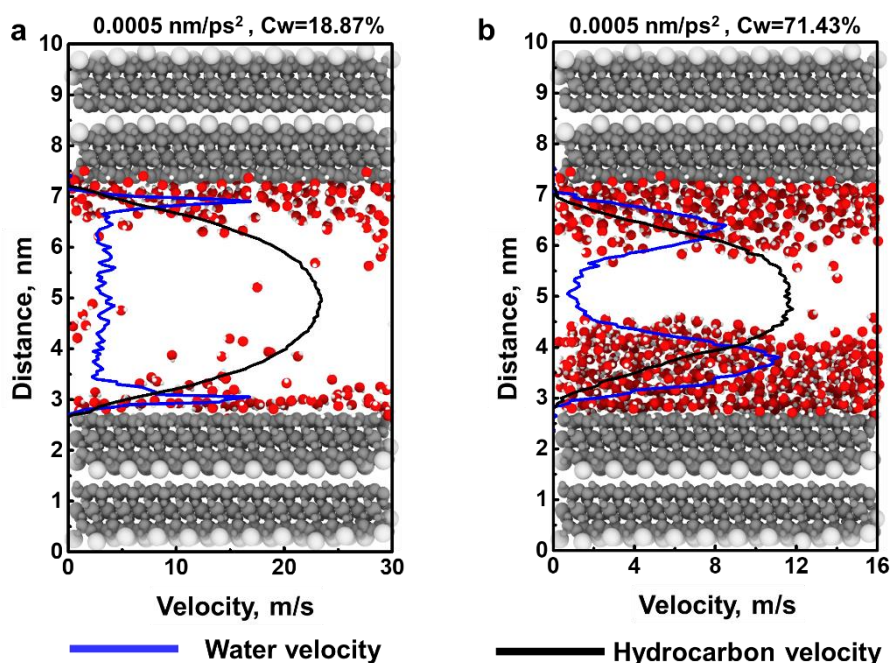 a
0.0005 nm/ps², Cw=18.87%
10
9
8
7
6
5
4
3
2
1
0
Distance, nm
0 10 20 30
Velocity, m/s
b
0.0005 nm/ps², Cw=71.43%
10
9
8
7
6
5
4
3
2
1
0
Distance, nm
0 4 8 12 16
Velocity, m/s
Water velocity
Hydrocarbon velocity